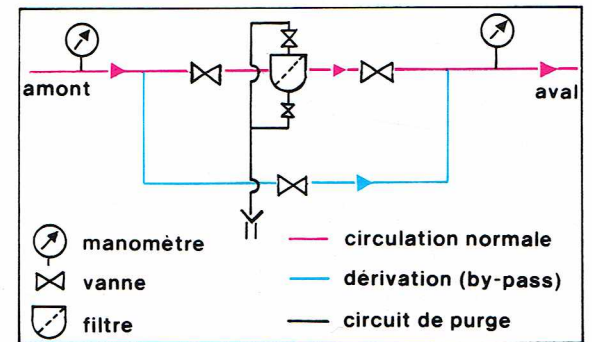 amont
aval
manomètre
vanne
filtre
circulation normale
dérivation (by-pass)
circuit de purge